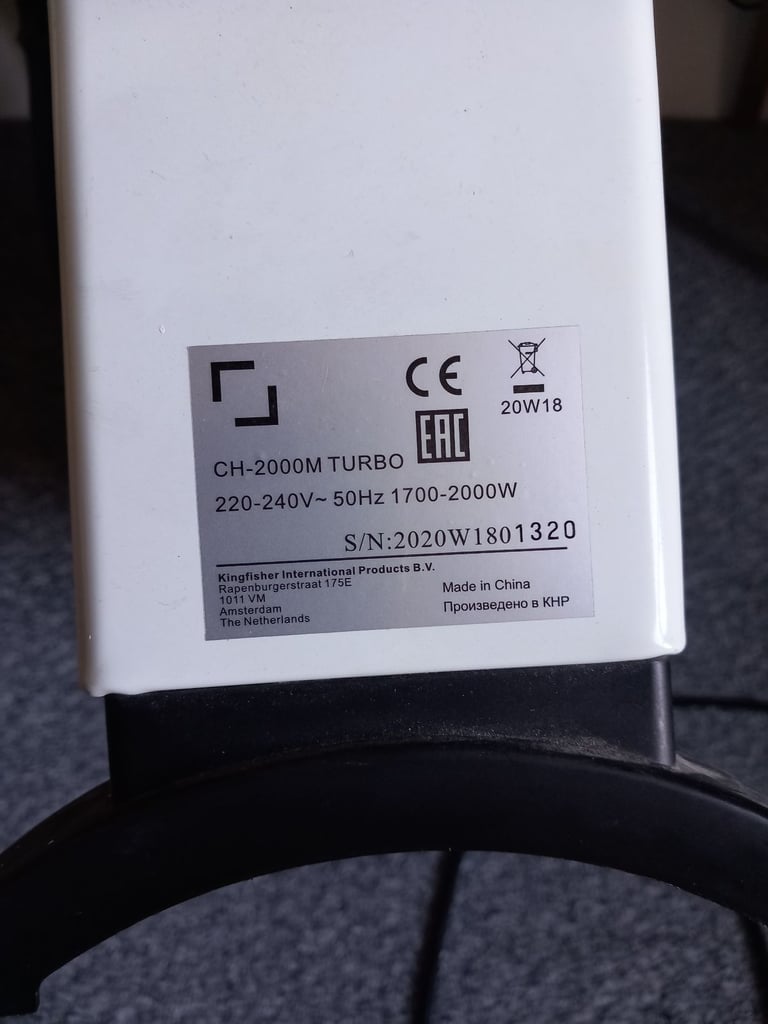 CE
20W18
EAC
CH-2000M TURBO
220-240V~ 50Hz 1700-2000W
S/N:2020W1801320
Kingfisher International Products B.V.
Rapenburgerstraat 175E
1011 VM
Amsterdam
The Netherlands
Made in China
Произведено в КНР